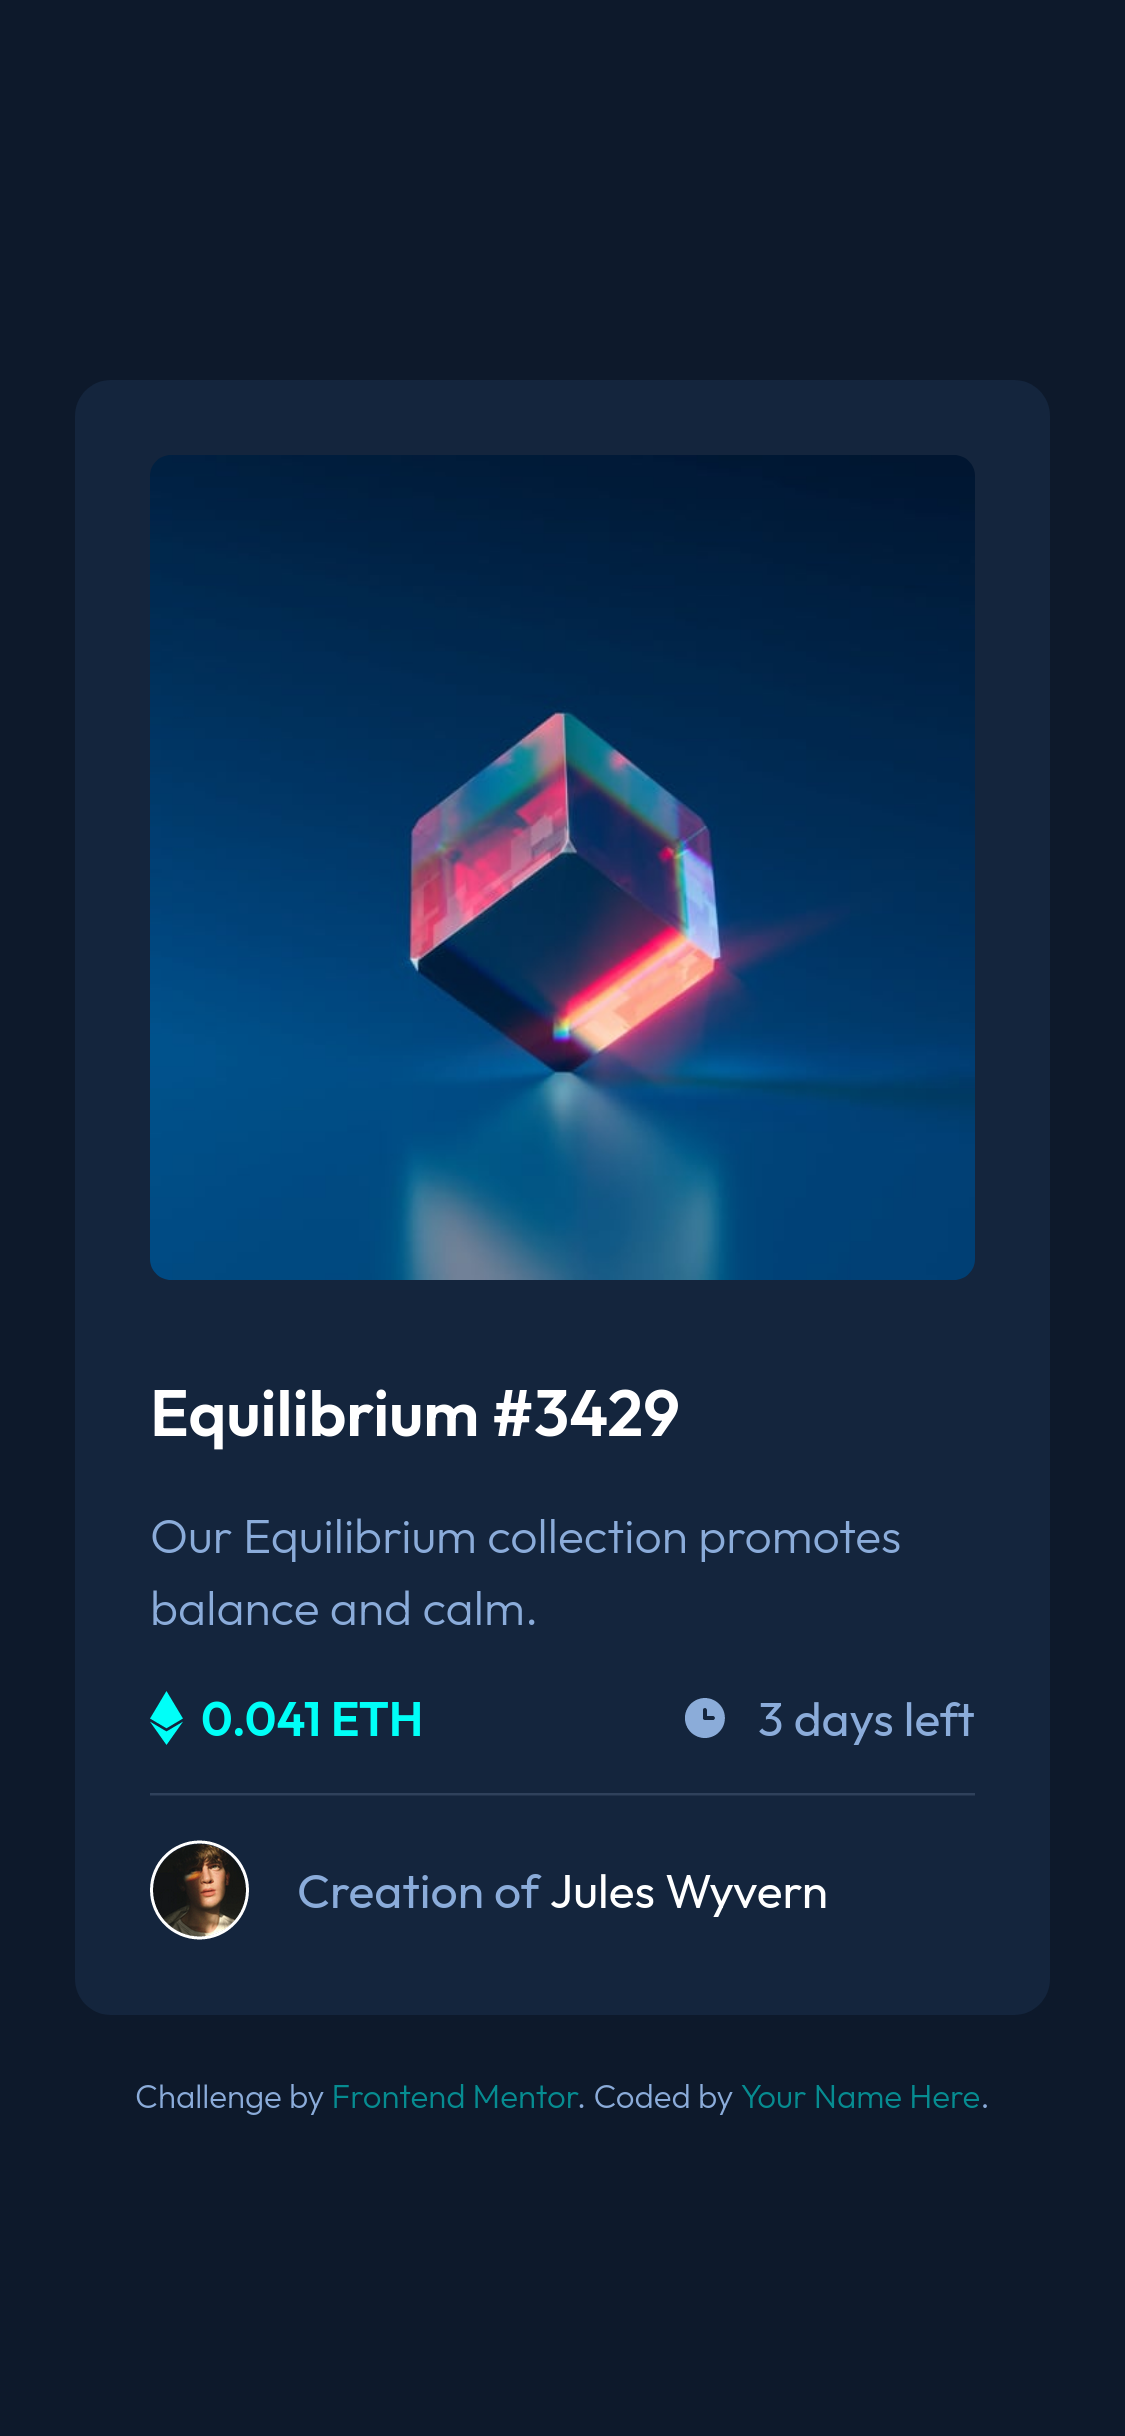 Equilibrium #3429
Our Equilibrium collection promotes
balance and calm.
0.041 ETH
3 days left
Creation of Jules Wyvern
Challenge by Frontend Mentor. Coded by Your Name Here.